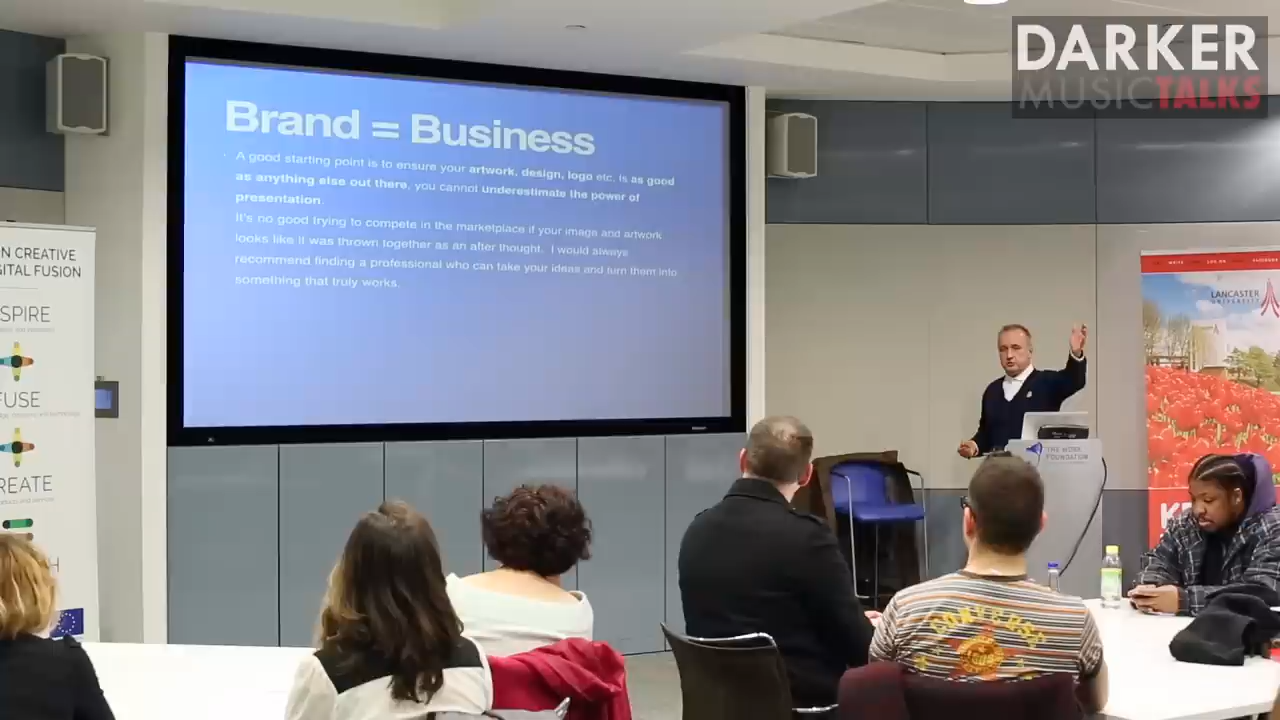 DARKER
MUSICTALKS
Brand = Business
A good starting point is to ensure your artwork, design, logo etc. is as good
as anything else out there, you cannot underestimate the power of
presentation.
It's no good trying to compete in the marketplace if your image and artwork
looks like it was thrown together as an after thought. I would always
recommend finding a professional who can take your ideas and turn them into
something that truly works.
N CREATIVE
GITAL FUSION
SPIRE
FUSE
REATE
H
LANCASTER
UNIVERSITY
THE WORK
FOUNDATION
KE